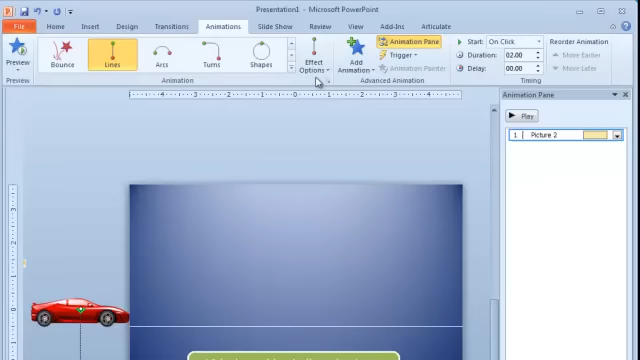 Presentation1 - Microsoft PowerPoint
File Home Insert Design Transitions Animations Slide Show Review View Add-Ins Articulate
Preview Bounce Lines Arcs Turns Shapes Effect Options Add Animation
Animation Pane
Trigger
Animation Painter
Start: On Click
Duration: 02.00
Delay: 00.00
Reorder Animation
Move Earlier
Move Later
Preview Animation Advanced Animation Timing
Animation Pane
Play
1 Picture 2